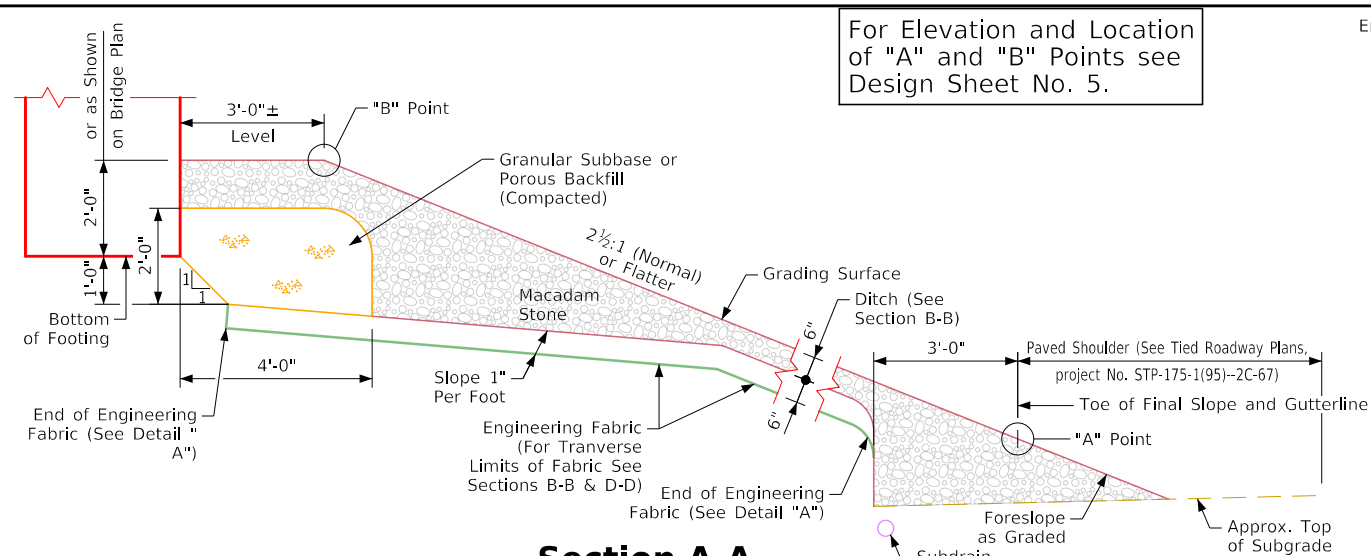 For Elevation and Location
of "A" and "B" Points see
Design Sheet No. 5.
or as Shown
on Bridge Plan
3'-0"±
Level
"B" Point
Granular Subbase or
Porous Backfill
(Compacted)
2'-0"
2'-0"
1'-0"
1
1
2½:1 (Normal)
or Flatter
Grading Surface
Ditch (See
Section B-B)
Macadam
Stone
6"
6"
3'-0"
Paved Shoulder (See Tied Roadway Plans,
project No. STP-175-1(95)--2C-67)
Bottom
of Footing
4'-0"
Slope 1"
Per Foot
Toe of Final Slope and Gutterline
"A" Point
End of Engineering
Fabric (See Detail "
A")
Engineering Fabric
(For Tranverse
Limits of Fabric See
Sections B-B & D-D)
End of Engineering
Fabric (See Detail "A")
Foreslope
as Graded
Approx. Top
of Subgrade
Subdrain
Section A-A